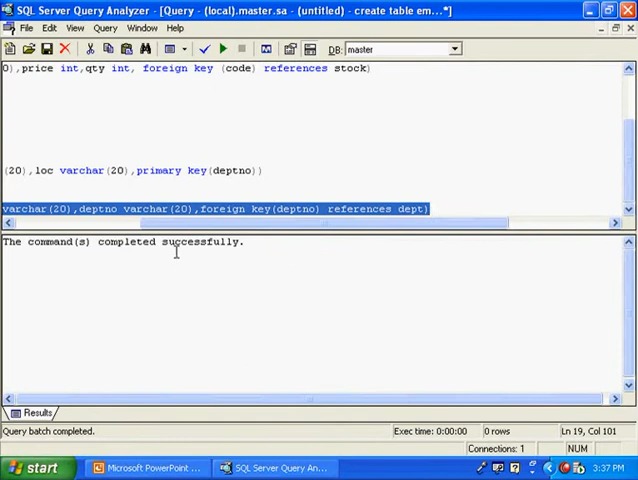 SQL Server Query Analyzer - [Query - (local).master.sa - (untitled) - create table em...*]
File Edit View Query Window Help
DB: master
0),price int,qty int, foreign key (code) references stock)
(20),loc varchar(20),primary key(deptno))
varchar(20),deptno varchar(20),foreign key(deptno) references dept)
The command(s) completed successfully.
Results
Query batch completed. Exec time: 0:00:00 0 rows Ln 19, Col 101
Connections: 1 NUM
start Microsoft PowerPoint ... SQL Server Query An... 3:37 PM